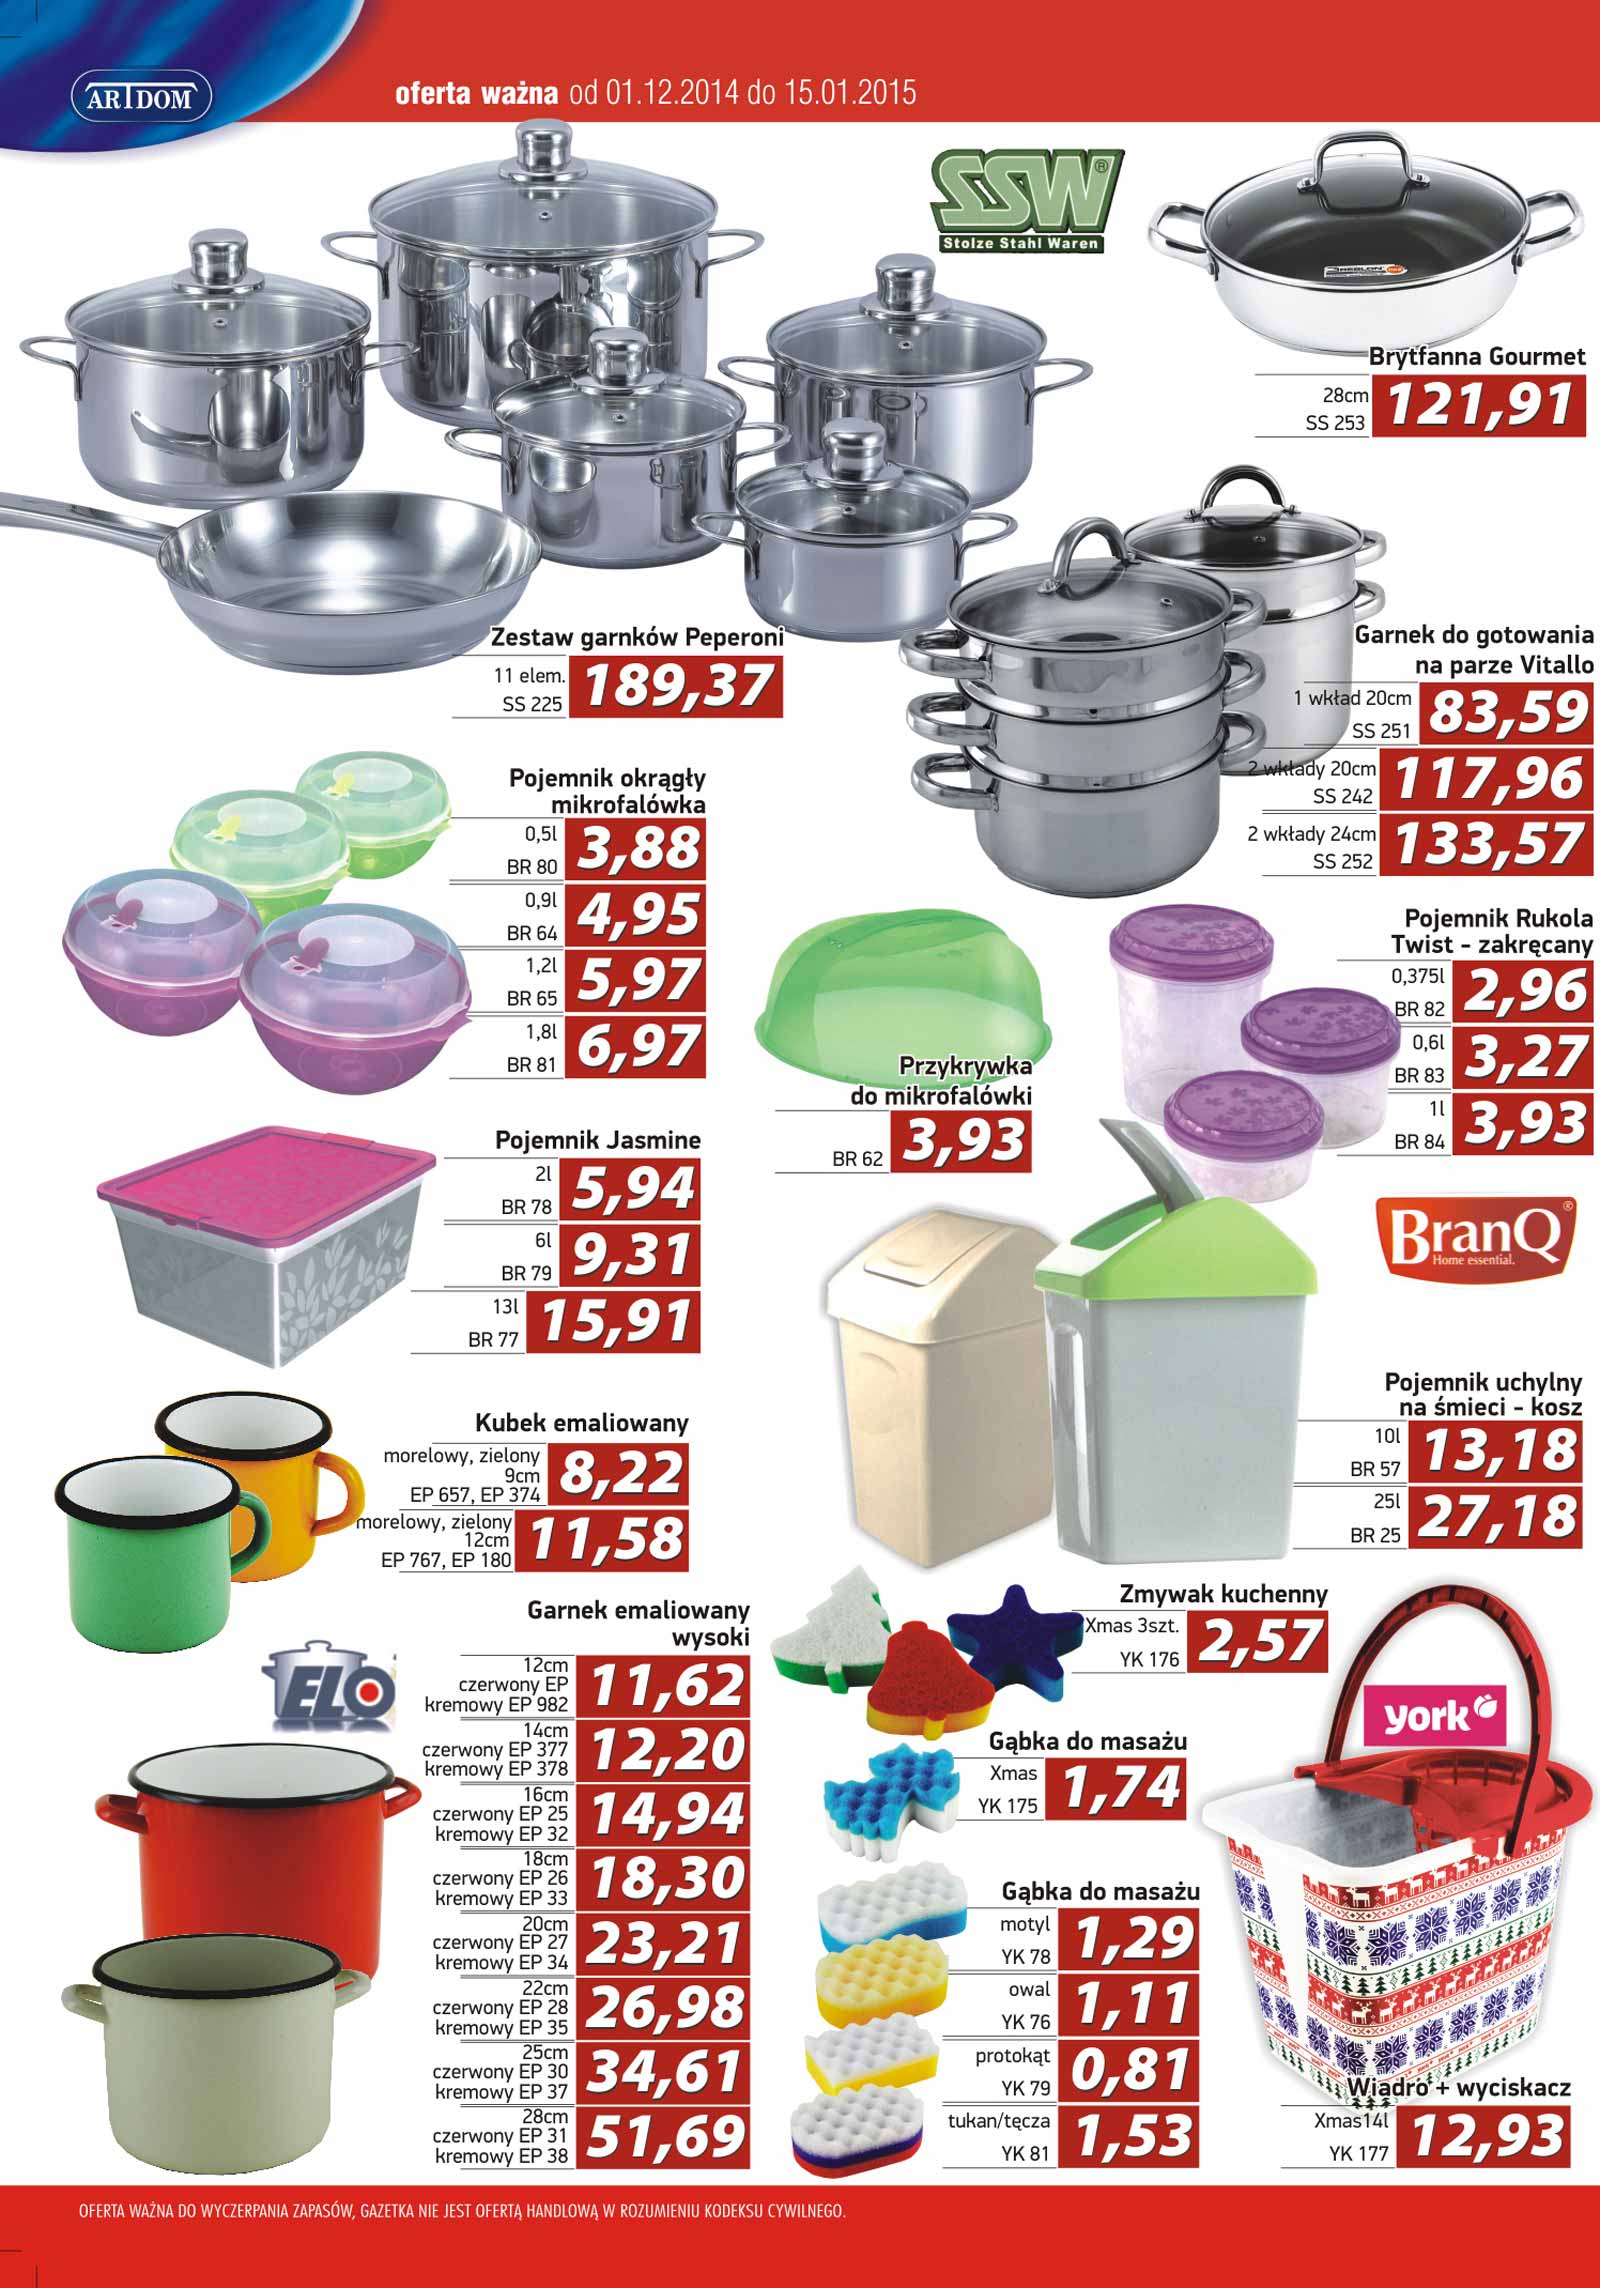 ARTDOM
oferta ważna od 01.12.2014 do 15.01.2015
SSW®
Stolze Stahl Waren
Brytfanna Gourmet
28cm
SS 253
121,91
Zestaw garnków Peperoni
11 elem.
SS 225
189,37
Garnek do gotowania
na parze Vitallo
1 wkład 20cm
SS 251
83,59
2 wkłady 20cm
SS 242
117,96
2 wkłady 24cm
SS 252
133,57
Pojemnik okrągły
mikrofalówka
0,5l
BR 80
3,88
0,9l
BR 64
4,95
1,2l
BR 65
5,97
1,8l
BR 81
6,97
Przykrywka
do mikrofalówki
BR 62
3,93
Pojemnik Rukola
Twist - zakręcany
0,375l
BR 82
2,96
0,6l
BR 83
3,27
1l
BR 84
3,93
Pojemnik Jasmine
2l
BR 78
5,94
6l
BR 79
9,31
13l
BR 77
15,91
BranQ®
Home essential.
Pojemnik uchylny
na śmieci - kosz
10l
BR 57
13,18
25l
BR 25
27,18
Kubek emaliowany
morelowy, zielony
9cm
EP 657, EP 374
8,22
morelowy, zielony
12cm
EP 767, EP 180
11,58
ELO
Garnek emaliowany
wysoki
12cm
czerwony EP
kremowy EP 982
11,62
14cm
czerwony EP 377
kremowy EP 378
12,20
16cm
czerwony EP 25
kremowy EP 32
14,94
18cm
czerwony EP 26
kremowy EP 33
18,30
20cm
czerwony EP 27
kremowy EP 34
23,21
22cm
czerwony EP 28
kremowy EP 35
26,98
25cm
czerwony EP 30
kremowy EP 37
34,61
28cm
czerwony EP 31
kremowy EP 38
51,69
Zmywak kuchenny
Xmas 3szt.
YK 176
2,57
Gąbka do masażu
Xmas
YK 175
1,74
Gąbka do masażu
motyl
YK 78
1,29
owal
YK 76
1,11
protokąt
YK 79
0,81
tukan/tęcza
YK 81
1,53
york
Wiadro + wyciskacz
Xmas14l
YK 177
12,93
OFERTA WAŻNA DO WYCZERPANIA ZAPASÓW, GAZETKA NIE JEST OFERTĄ HANDLOWĄ W ROZUMIENIU KODEKSU CYWILNEGO.